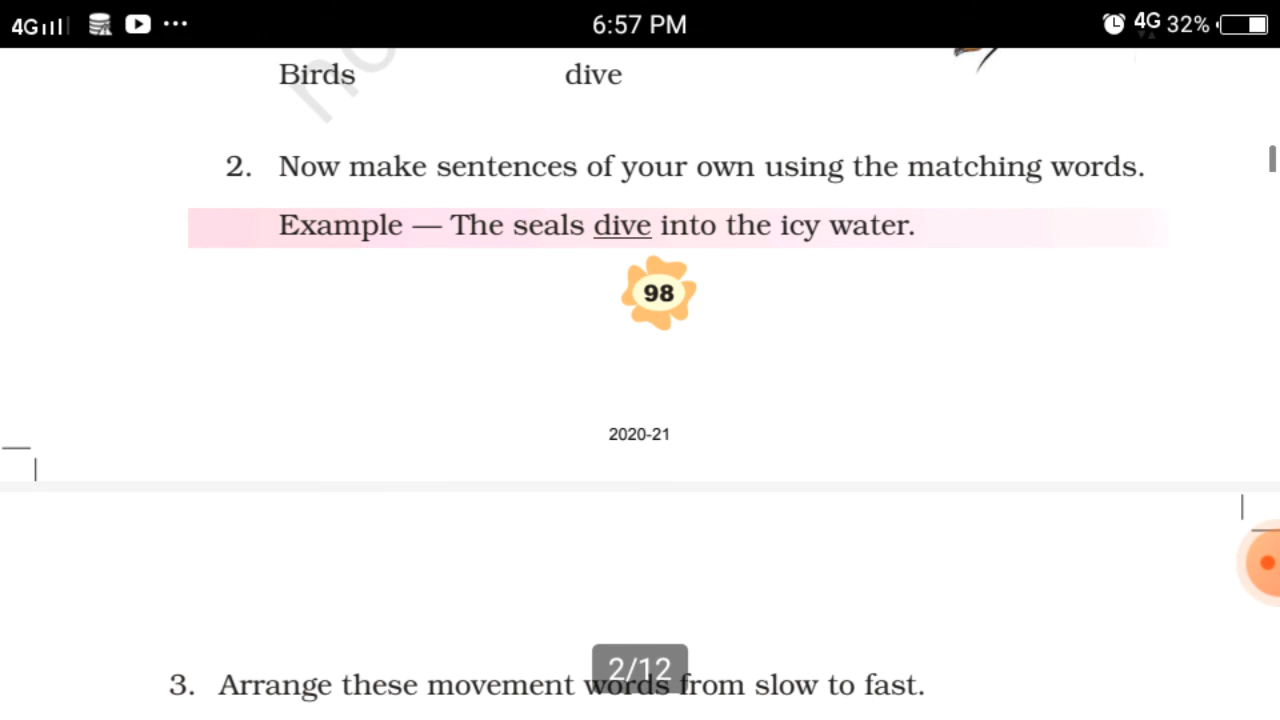 4G 6:57 PM 4G 32%
Birds dive
2. Now make sentences of your own using the matching words.
Example — The seals dive into the icy water.
98
2020-21
2/12
3. Arrange these movement words from slow to fast.